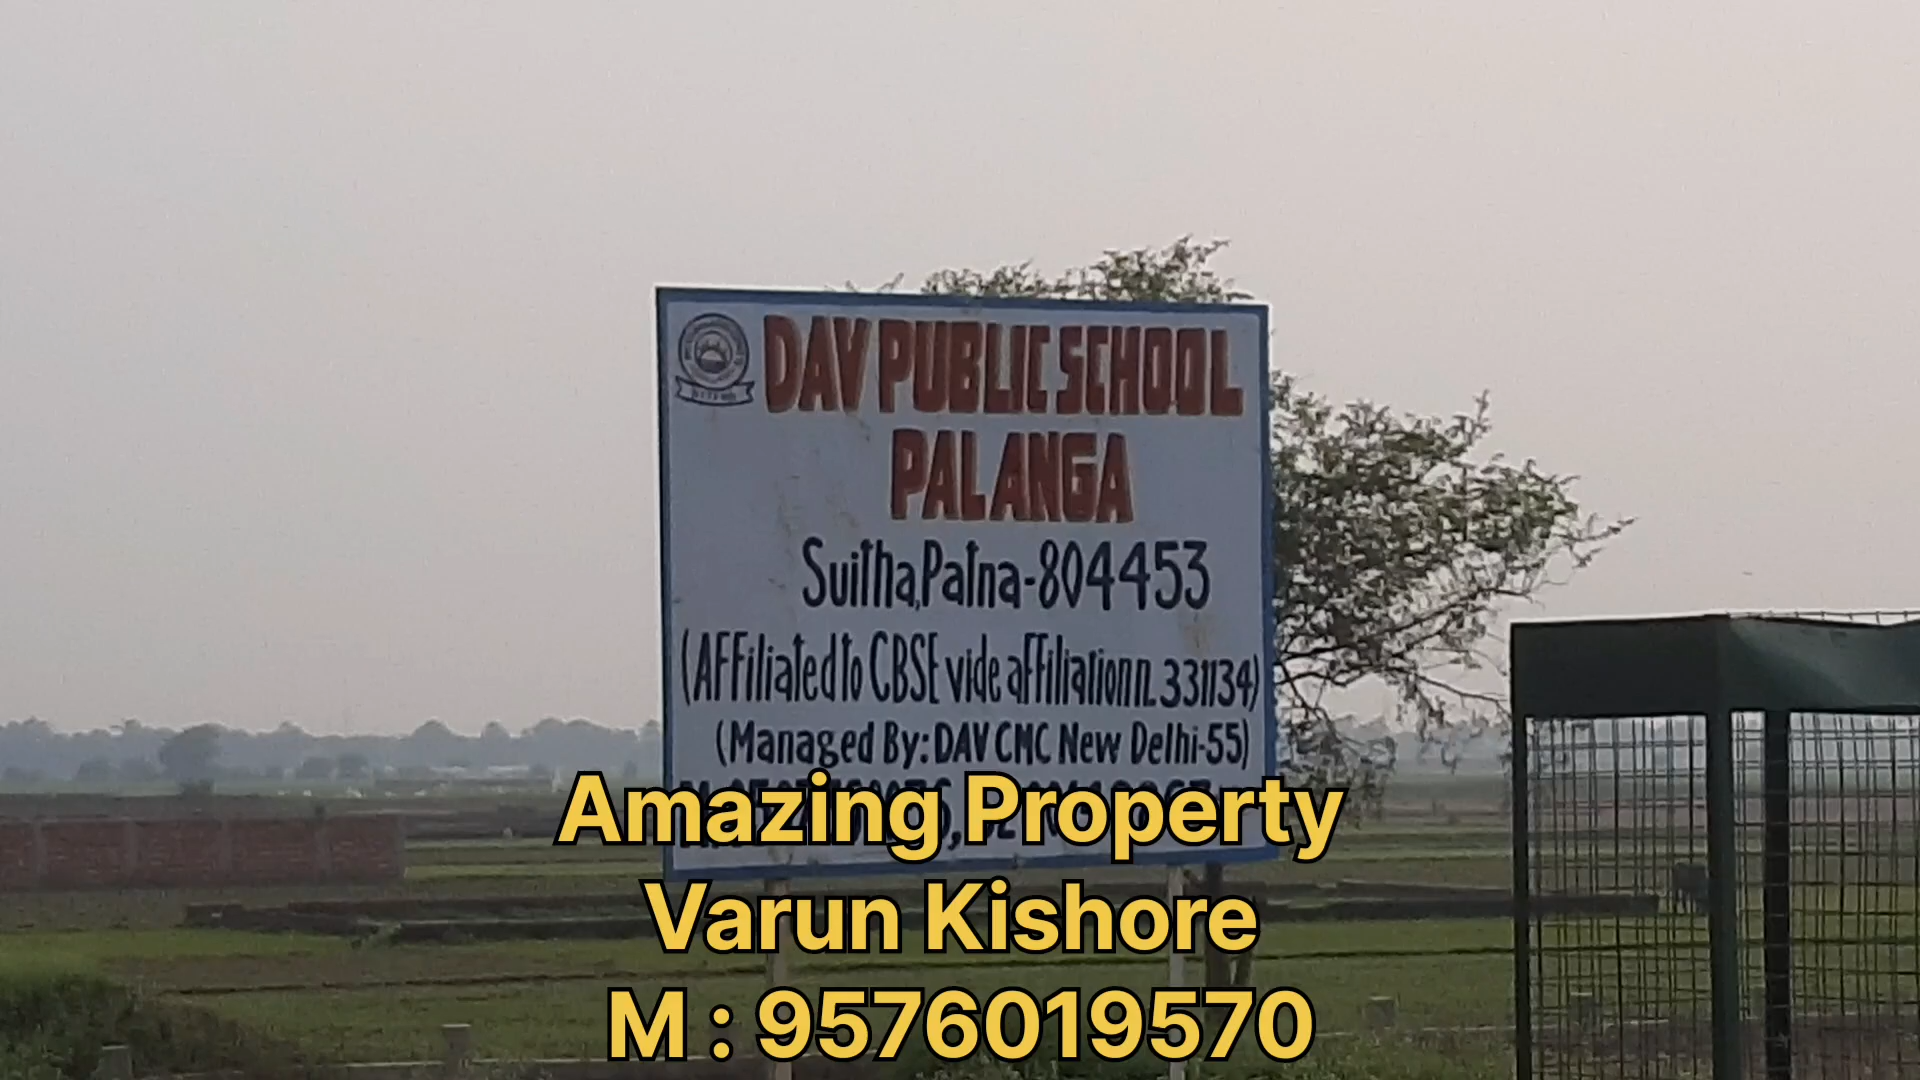 DAV PUBLIC SCHOOL
PALANGA
Suitha, Patna-804453
(Affiliated to CBSE vide affiliation n. 331134)
(Managed By: DAV CMC New Delhi-55)
Amazing Property
Varun Kishore
M : 9576019570